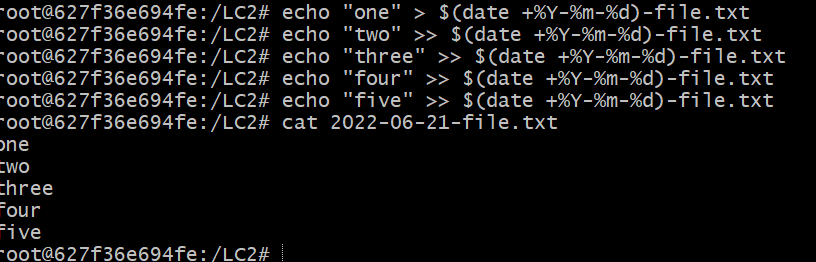 root@627f36e694fe:/LC2# echo "one" > $(date +%Y-%m-%d)-file.txt
root@627f36e694fe:/LC2# echo "two" >> $(date +%Y-%m-%d)-file.txt
root@627f36e694fe:/LC2# echo "three" >> $(date +%Y-%m-%d)-file.txt
root@627f36e694fe:/LC2# echo "four" >> $(date +%Y-%m-%d)-file.txt
root@627f36e694fe:/LC2# echo "five" >> $(date +%Y-%m-%d)-file.txt
root@627f36e694fe:/LC2# cat 2022-06-21-file.txt
one
two
three
four
five
root@627f36e694fe:/LC2#